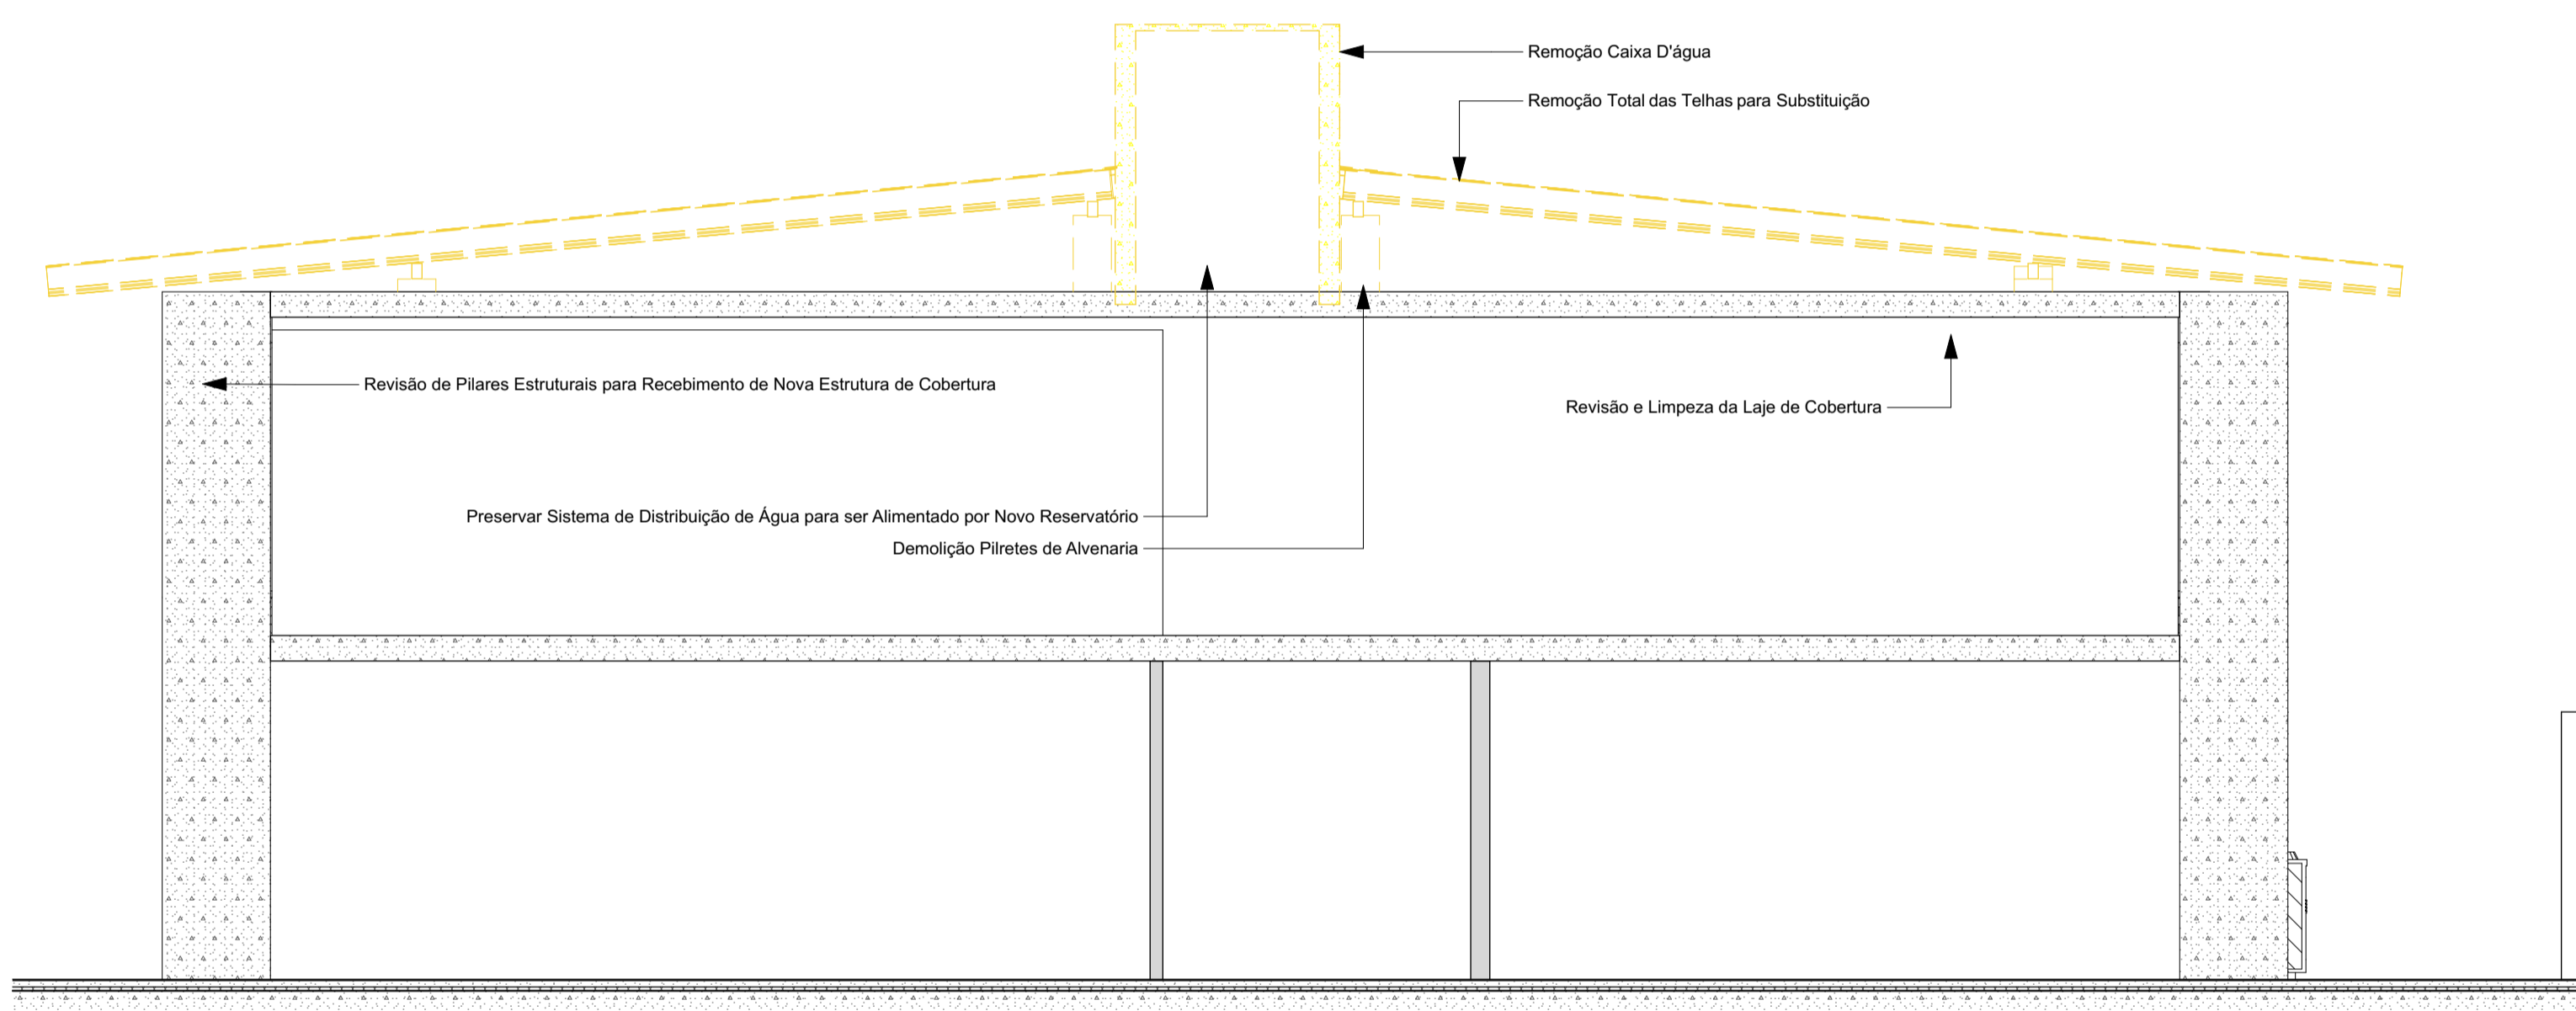 Remoção Caixa D'água
Remoção Total das Telhas para Substituição
Revisão de Pilares Estruturais para Recebimento de Nova Estrutura de Cobertura
Revisão e Limpeza da Laje de Cobertura
Preservar Sistema de Distribuição de Água para ser Alimentado por Novo Reservatório
Demolição Pilretes de Alvenaria